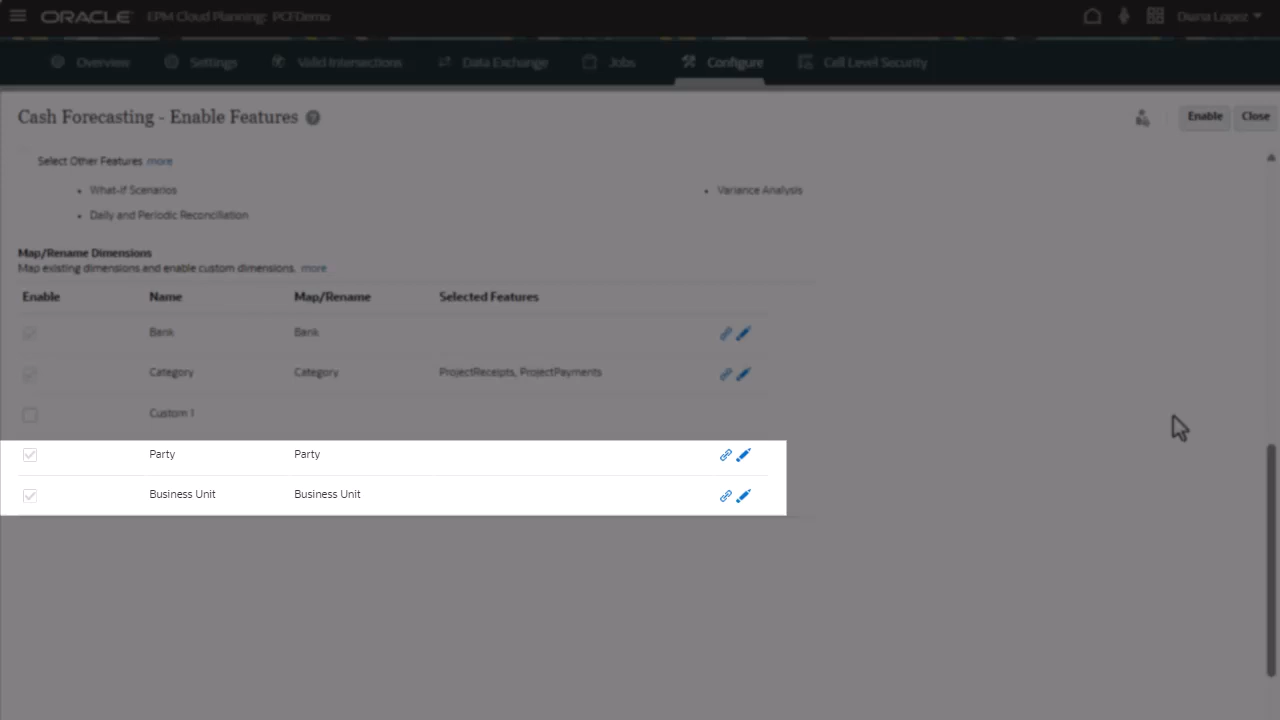 ORACLE EPM Cloud Planning: PCFDemo Diana Lopez
Overview Settings Valid Intersections Data Exchange Jobs Configure Cell Level Security
Cash Forecasting - Enable Features ? Enable Close
Select Other Features more
• What-If Scenarios • Variance Analysis
• Daily and Periodic Reconciliation
Map/Rename Dimensions
Map existing dimensions and enable custom dimensions. more
Enable Name Map/Rename Selected Features
Bank Bank
Category Category ProjectReceipts, ProjectPayments
Custom 1
Party Party
Business Unit Business Unit